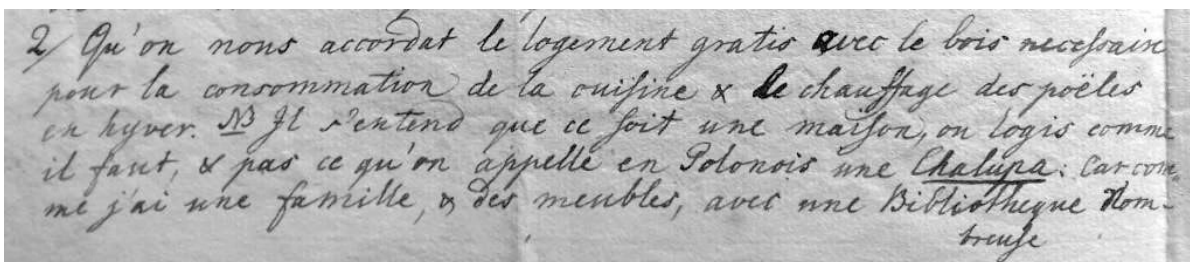 2/ Qu'on nous accordat le logement gratis avec le bois necessaire
pour la consommation de la cuisine & le chauffage des poëles
en hyver. NB Il s'entend que ce soit une maison, ou logis comme
il faut, & pas ce qu'on appelle en Polonois une Chalupa: Car com-
me j'ai une famille, & des meubles, avec une Bibliotheque Nom-
breuse